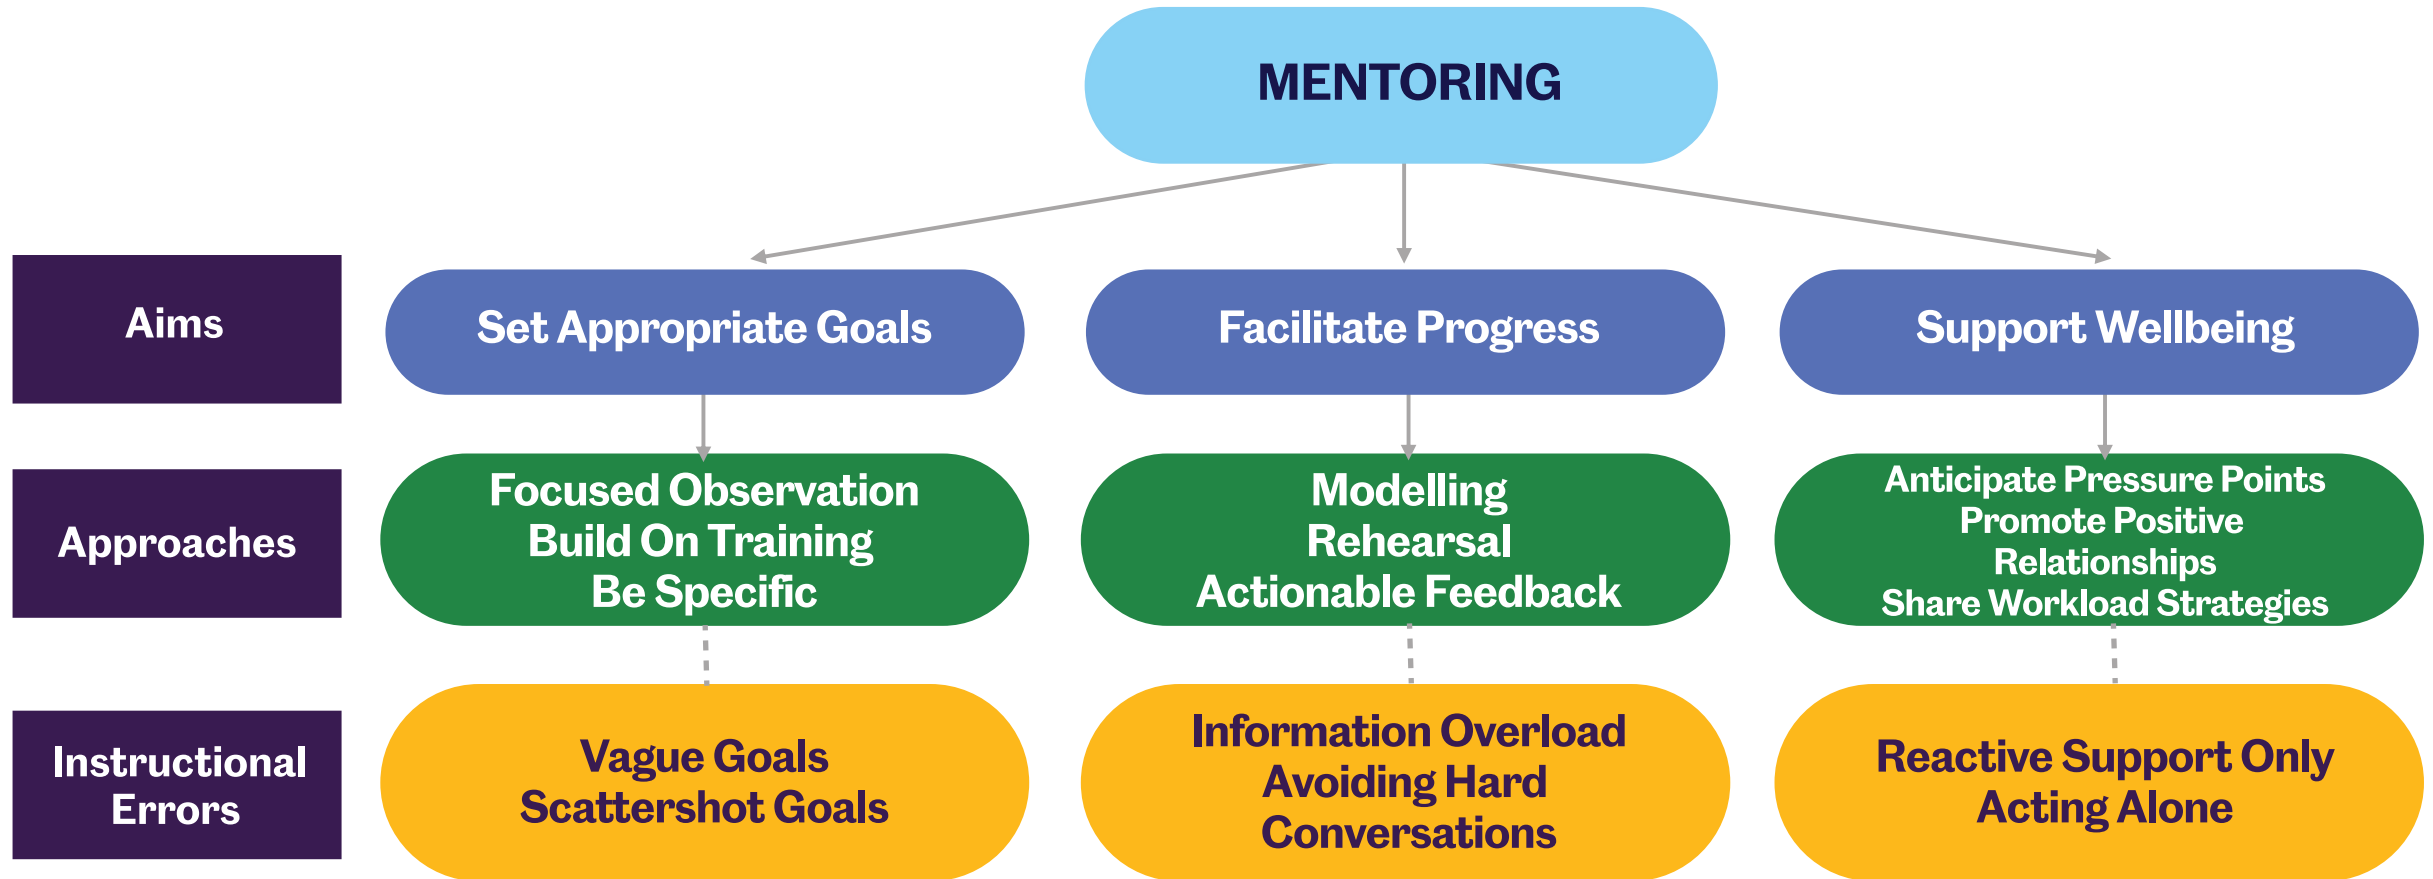 MENTORING
Aims
Set Appropriate Goals
Facilitate Progress
Support Wellbeing
Approaches
Focused Observation
Build On Training
Be Specific
Modelling
Rehearsal
Actionable Feedback
Anticipate Pressure Points
Promote Positive
Relationships
Share Workload Strategies
Instructional
Errors
Vague Goals
Scattershot Goals
Information Overload
Avoiding Hard
Conversations
Reactive Support Only
Acting Alone